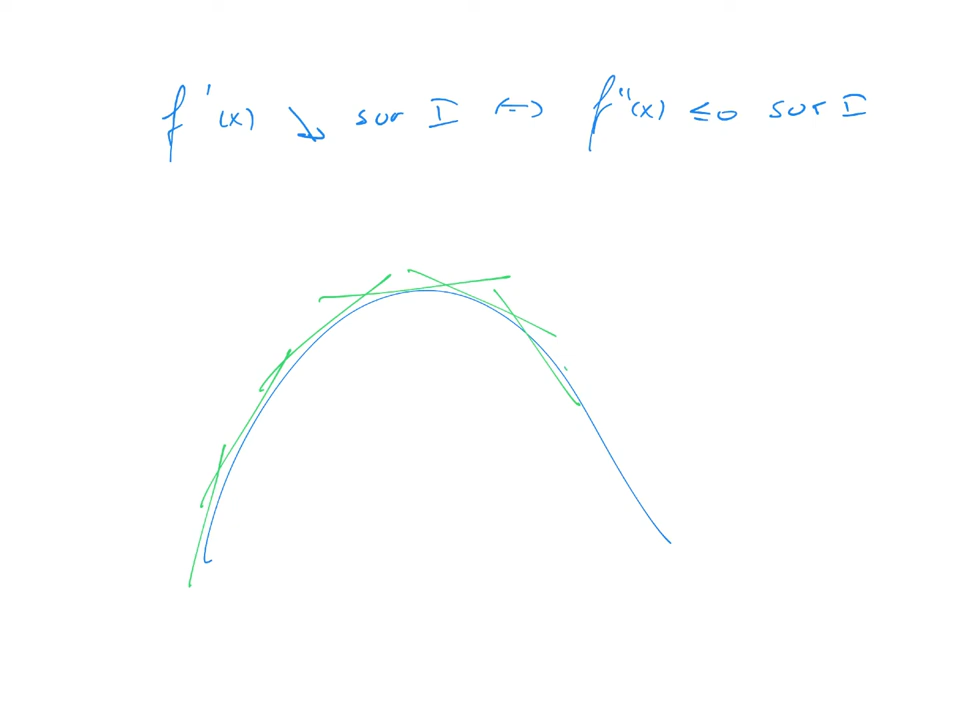 f'(x) ↘ sur I ⇔ f''(x) ≤0 sur I